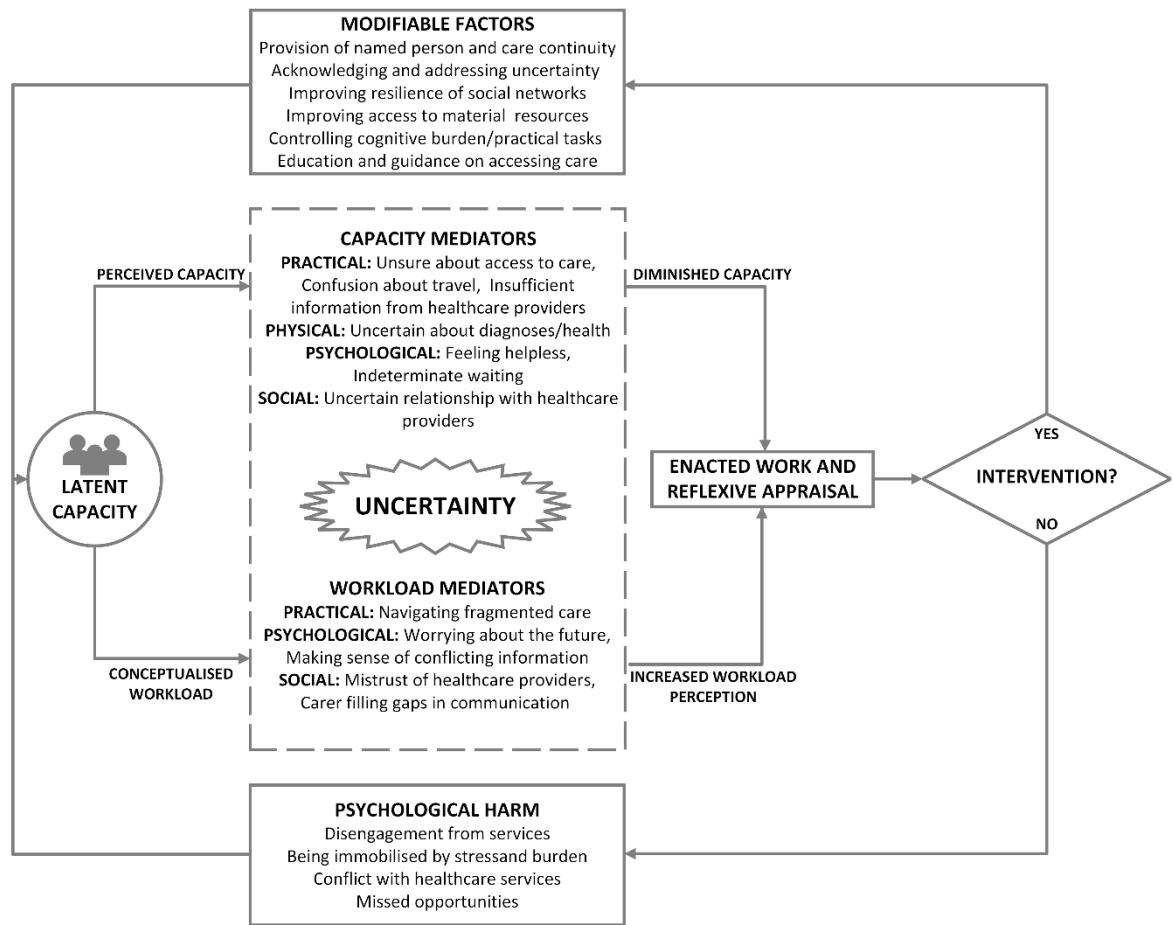 MODIFIABLE FACTORS
Provision of named person and care continuity
Acknowledging and addressing uncertainty
Improving resilience of social networks
Improving access to material resources
Controlling cognitive burden/practical tasks
Education and guidance on accessing care
CAPACITY MEDIATORS
PRACTICAL: Unsure about access to care,
Confusion about travel, Insufficient
information from healthcare providers
PHYSICAL: Uncertain about diagnoses/health
PSYCHOLOGICAL: Feeling helpless,
Indeterminate waiting
SOCIAL: Uncertain relationship with healthcare
providers
PERCEIVED CAPACITY
DIMINISHED CAPACITY
LATENT
CAPACITY
UNCERTAINTY
ENACTED WORK AND
REFLEXIVE APPRAISAL
YES
INTERVENTION?
NO
WORKLOAD MEDIATORS
PRACTICAL: Navigating fragmented care
PSYCHOLOGICAL: Worrying about the future,
Making sense of conflicting information
SOCIAL: Mistrust of healthcare providers,
Carer filling gaps in communication
CONCEPTUALISED
WORKLOAD
INCREASED WORKLOAD
PERCEPTION
PSYCHOLOGICAL HARM
Disengagement from services
Being immobilised by stressand burden
Conflict with healthcare services
Missed opportunities